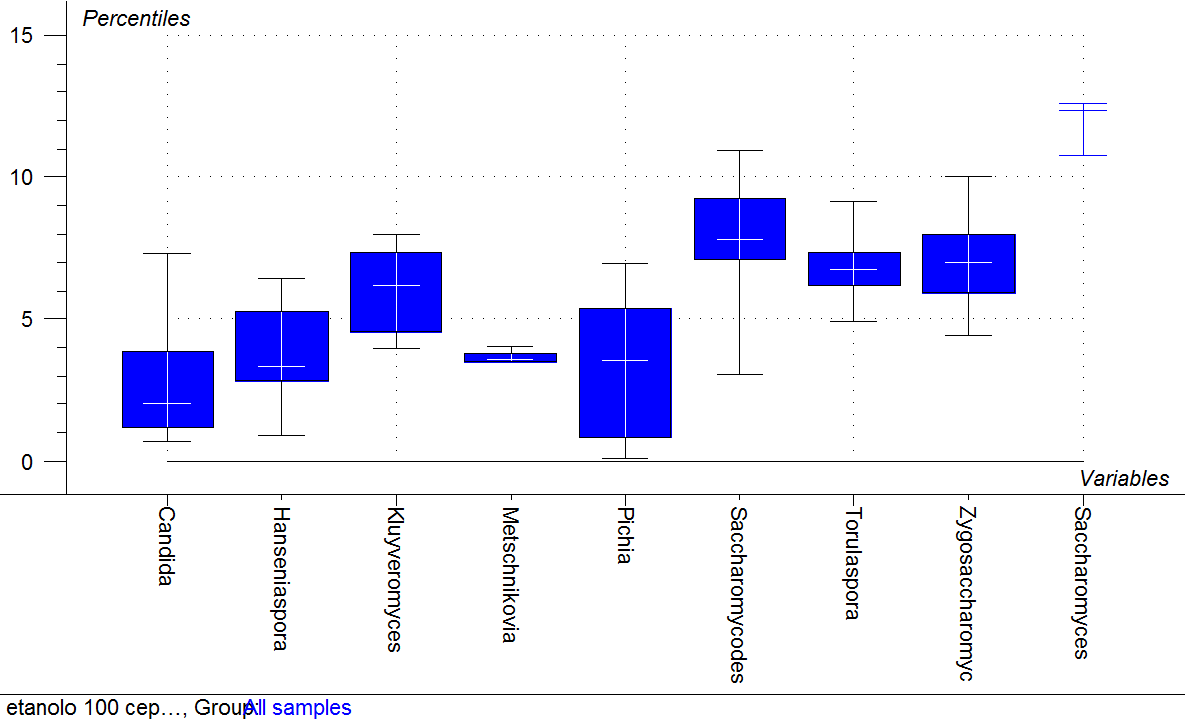 Percentiles
15
10
5
0
Variables
Candida
Hanseniaspora
Kluyveromyces
Metschnikovia
Pichia
Saccharomycodes
Torulaspora
Zygosaccharomyc
Saccharomyces
etanolo 100 cep…, Group: All samples